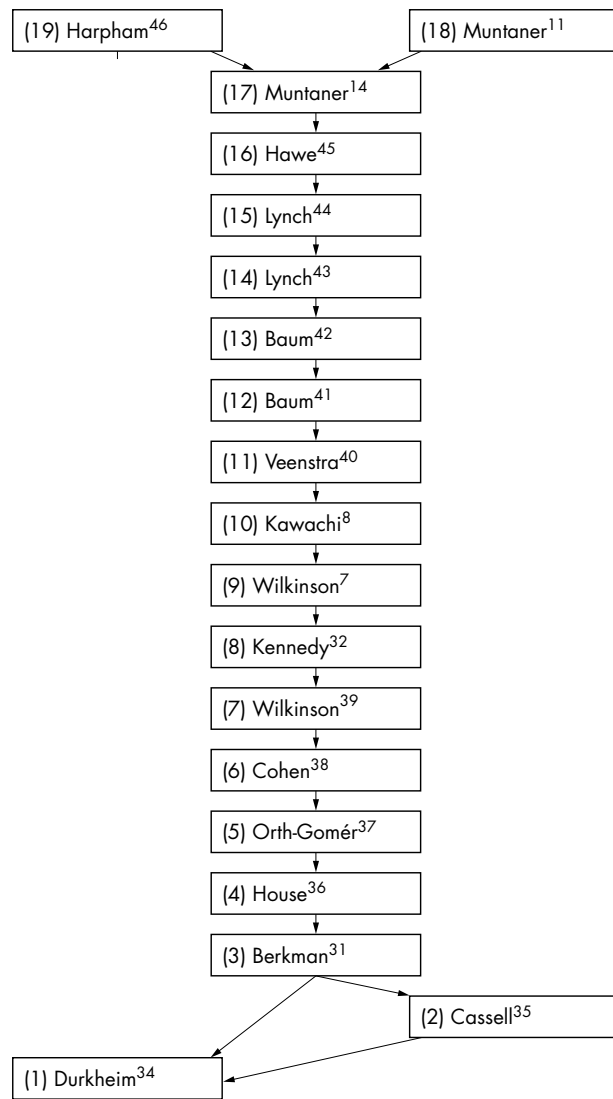 (19) Harpham⁴⁶
(18) Muntaner¹¹
(17) Muntaner¹⁴
(16) Hawe⁴⁵
(15) Lynch⁴⁴
(14) Lynch⁴³
(13) Baum⁴²
(12) Baum⁴¹
(11) Veenstra⁴⁰
(10) Kawachi⁸
(9) Wilkinson⁷
(8) Kennedy³²
(7) Wilkinson³⁹
(6) Cohen³⁸
(5) Orth-Gomér³⁷
(4) House³⁶
(3) Berkman³¹
(2) Cassell³⁵
(1) Durkheim³⁴